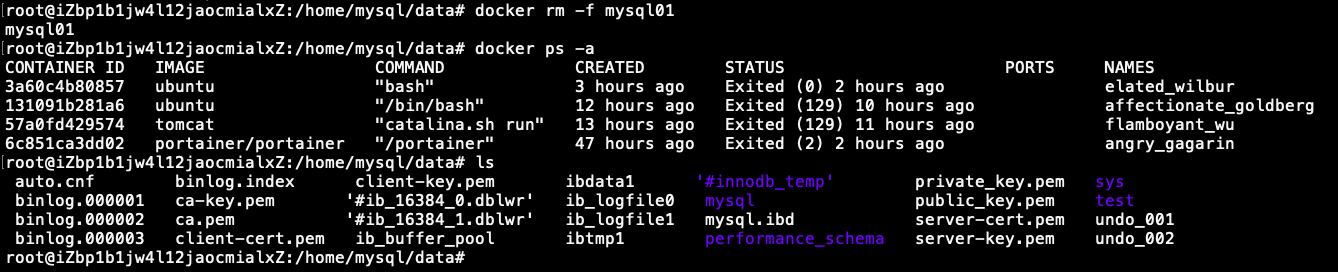 [root@iZbp1b1jw4l12jaocmialxZ:/home/mysql/data# docker rm -f mysql01
mysql01
[root@iZbp1b1jw4l12jaocmialxZ:/home/mysql/data# docker ps -a
CONTAINER ID   IMAGE                 COMMAND             CREATED        STATUS                      PORTS     NAMES
3a60c4b80857   ubuntu                "bash"              3 hours ago    Exited (0) 2 hours ago                elated_wilbur
131091b281a6   ubuntu                "/bin/bash"         12 hours ago   Exited (129) 10 hours ago             affectionate_goldberg
57a0fd429574   tomcat                "catalina.sh run"   13 hours ago   Exited (129) 11 hours ago             flamboyant_wu
6c851ca3dd02   portainer/portainer   "/portainer"        47 hours ago   Exited (2) 2 hours ago                angry_gagarin
[root@iZbp1b1jw4l12jaocmialxZ:/home/mysql/data# ls
 auto.cnf        binlog.index      client-key.pem      ibdata1       '#innodb_temp'        private_key.pem   sys
 binlog.000001   ca-key.pem       '#ib_16384_0.dblwr'   ib_logfile0    mysql                public_key.pem    test
 binlog.000002   ca.pem           '#ib_16384_1.dblwr'   ib_logfile1    mysql.ibd            server-cert.pem   undo_001
 binlog.000003   client-cert.pem   ib_buffer_pool      ibtmp1         performance_schema   server-key.pem    undo_002
root@iZbp1b1jw4l12jaocmialxZ:/home/mysql/data#